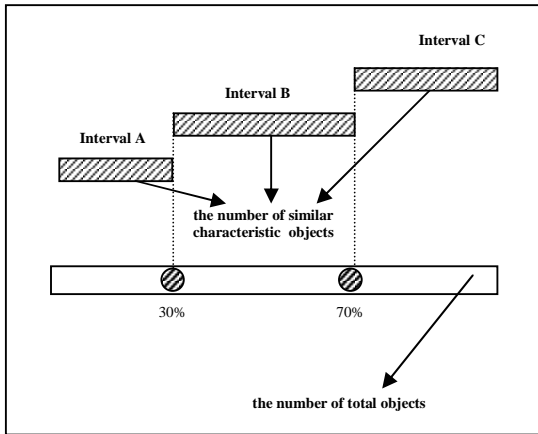 Interval C
Interval B
Interval A
the number of similar
characteristic objects
30%
70%
the number of total objects